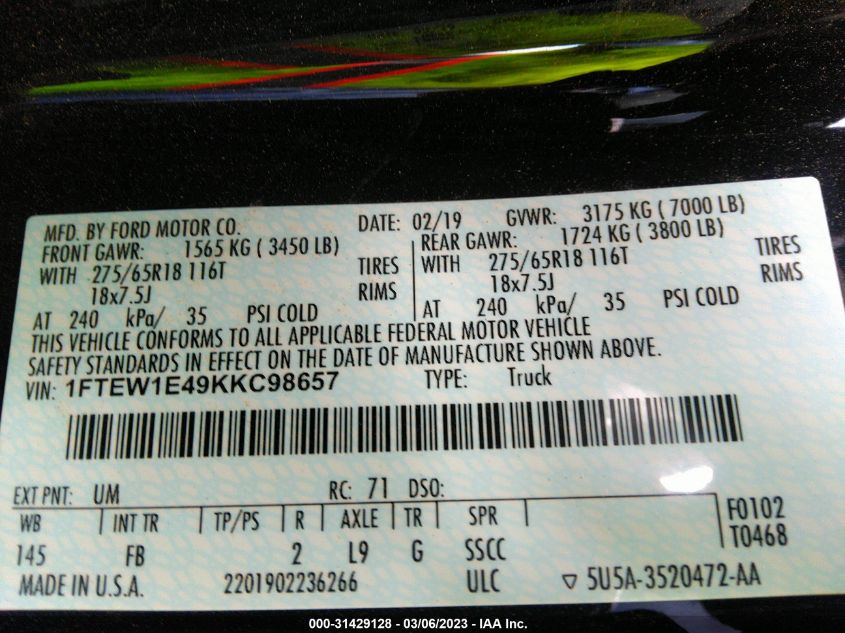 MFD. BY FORD MOTOR CO. DATE: 02/19 GVWR: 3175 KG ( 7000 LB)
FRONT GAWR: 1565 KG ( 3450 LB) REAR GAWR: 1724 KG ( 3800 LB)
WITH 275/65R18 116T TIRES WITH 275/65R18 116T TIRES
18x7.5J RIMS 18x7.5J RIMS
AT 240 kPa/ 35 PSI COLD AT 240 kPa/ 35 PSI COLD
THIS VEHICLE CONFORMS TO ALL APPLICABLE FEDERAL MOTOR VEHICLE
SAFETY STANDARDS IN EFFECT ON THE DATE OF MANUFACTURE SHOWN ABOVE.
VIN: 1FTEW1E49KKC98657 TYPE: Truck
EXT PNT: UM RC: 71 DSO:
WB INT TR TP/PS R AXLE TR SPR F0102
145 FB 2 L9 G SSCC T0468
MADE IN U.S.A. 2201902236266 ULC ▽ 5U5A-3520472-AA
000-31429128 - 03/06/2023 - IAA Inc.